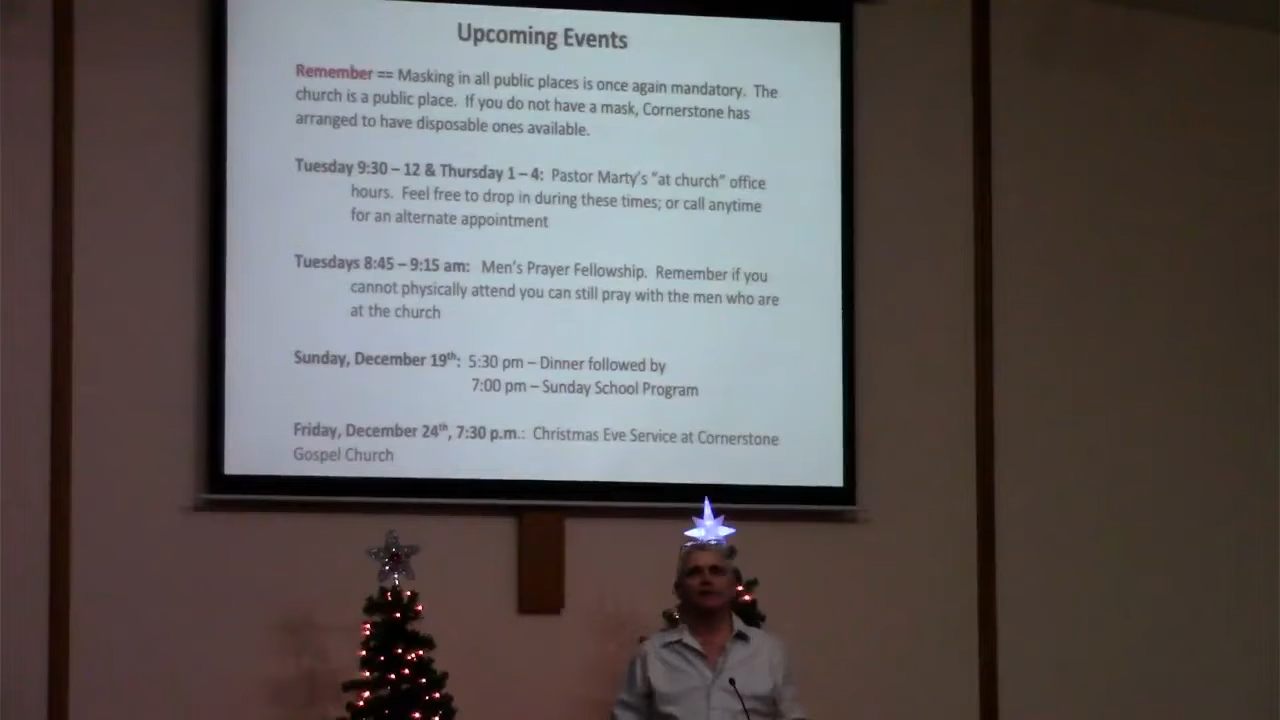 Upcoming Events
Remember == Masking in all public places is once again mandatory. The
church is a public place. If you do not have a mask, Cornerstone has
arranged to have disposable ones available.
Tuesday 9:30 – 12 & Thursday 1 – 4: Pastor Marty's "at church" office
hours. Feel free to drop in during these times; or call anytime
for an alternate appointment
Tuesdays 8:45 – 9:15 am: Men's Prayer Fellowship. Remember if you
cannot physically attend you can still pray with the men who are
at the church
Sunday, December 19th: 5:30 pm – Dinner followed by
7:00 pm – Sunday School Program
Friday, December 24th, 7:30 p.m.: Christmas Eve Service at Cornerstone
Gospel Church